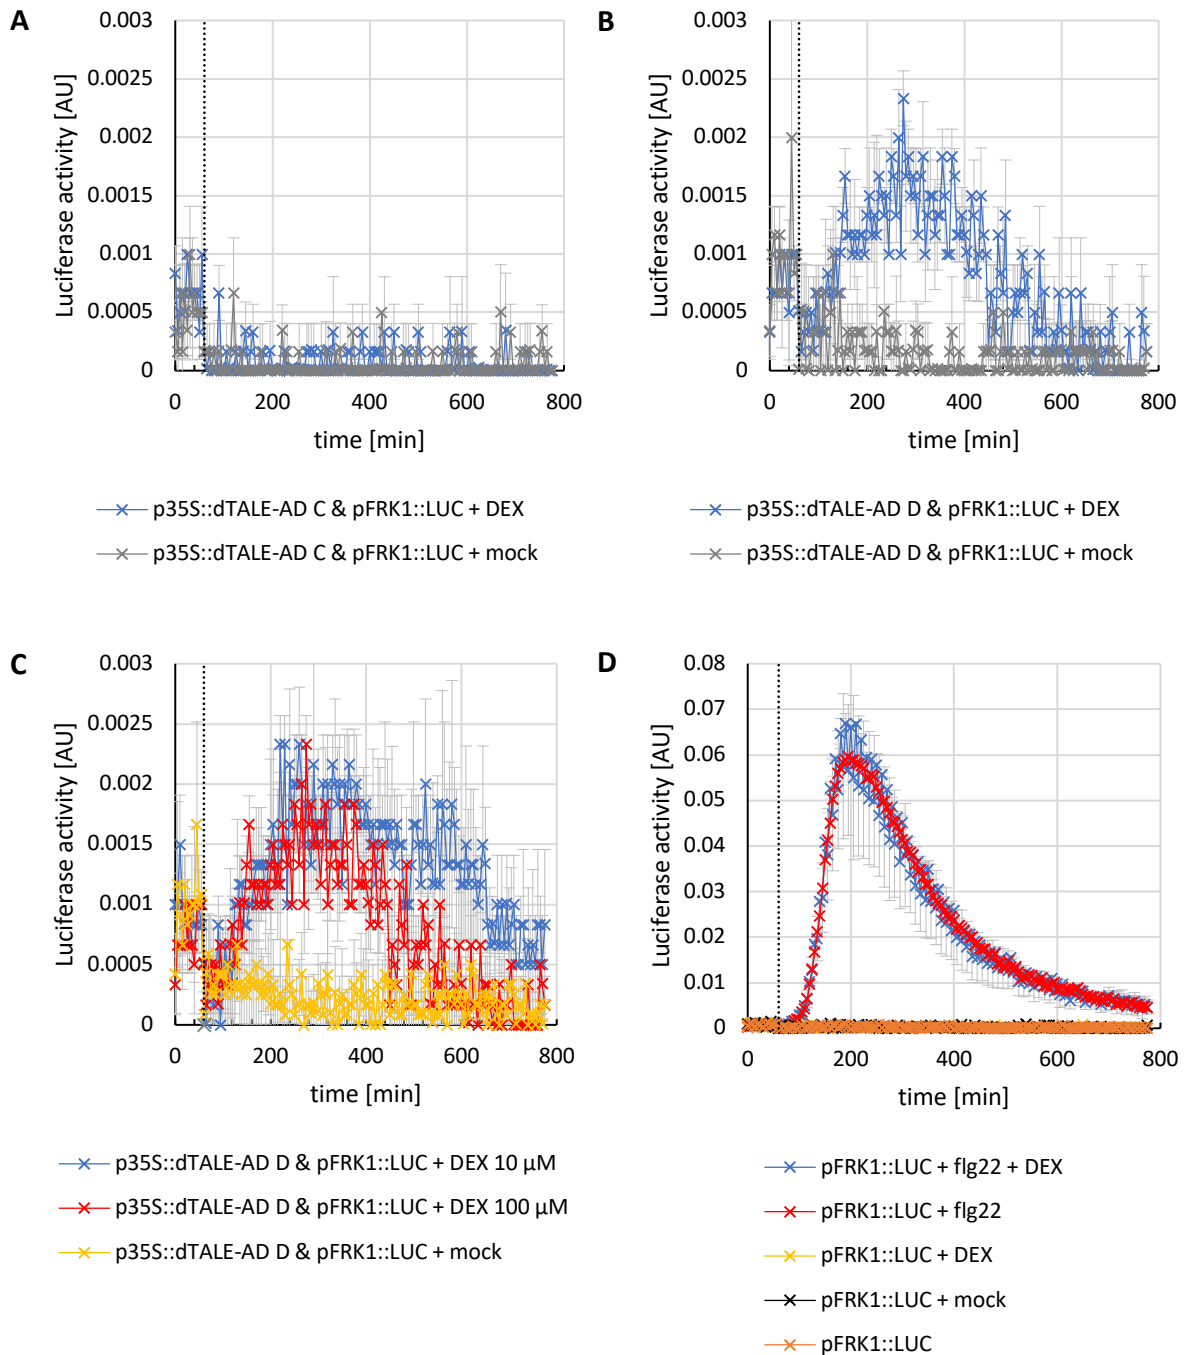 A
Luciferase activity [AU]
0.003
0.0025
0.002
0.0015
0.001
0.0005
0
0 200 400 600 800
time [min]
p35S::dTALE-AD C & pFRK1::LUC + DEX
p35S::dTALE-AD C & pFRK1::LUC + mock
B
Luciferase activity [AU]
0.003
0.0025
0.002
0.0015
0.001
0.0005
0
0 200 400 600 800
time [min]
p35S::dTALE-AD D & pFRK1::LUC + DEX
p35S::dTALE-AD D & pFRK1::LUC + mock
C
Luciferase activity [AU]
0.003
0.0025
0.002
0.0015
0.001
0.0005
0
0 200 400 600 800
time [min]
p35S::dTALE-AD D & pFRK1::LUC + DEX 10 µM
p35S::dTALE-AD D & pFRK1::LUC + DEX 100 µM
p35S::dTALE-AD D & pFRK1::LUC + mock
D
Luciferase activity [AU]
0.08
0.07
0.06
0.05
0.04
0.03
0.02
0.01
0
0 200 400 600 800
time [min]
pFRK1::LUC + flg22 + DEX
pFRK1::LUC + flg22
pFRK1::LUC + DEX
pFRK1::LUC + mock
pFRK1::LUC